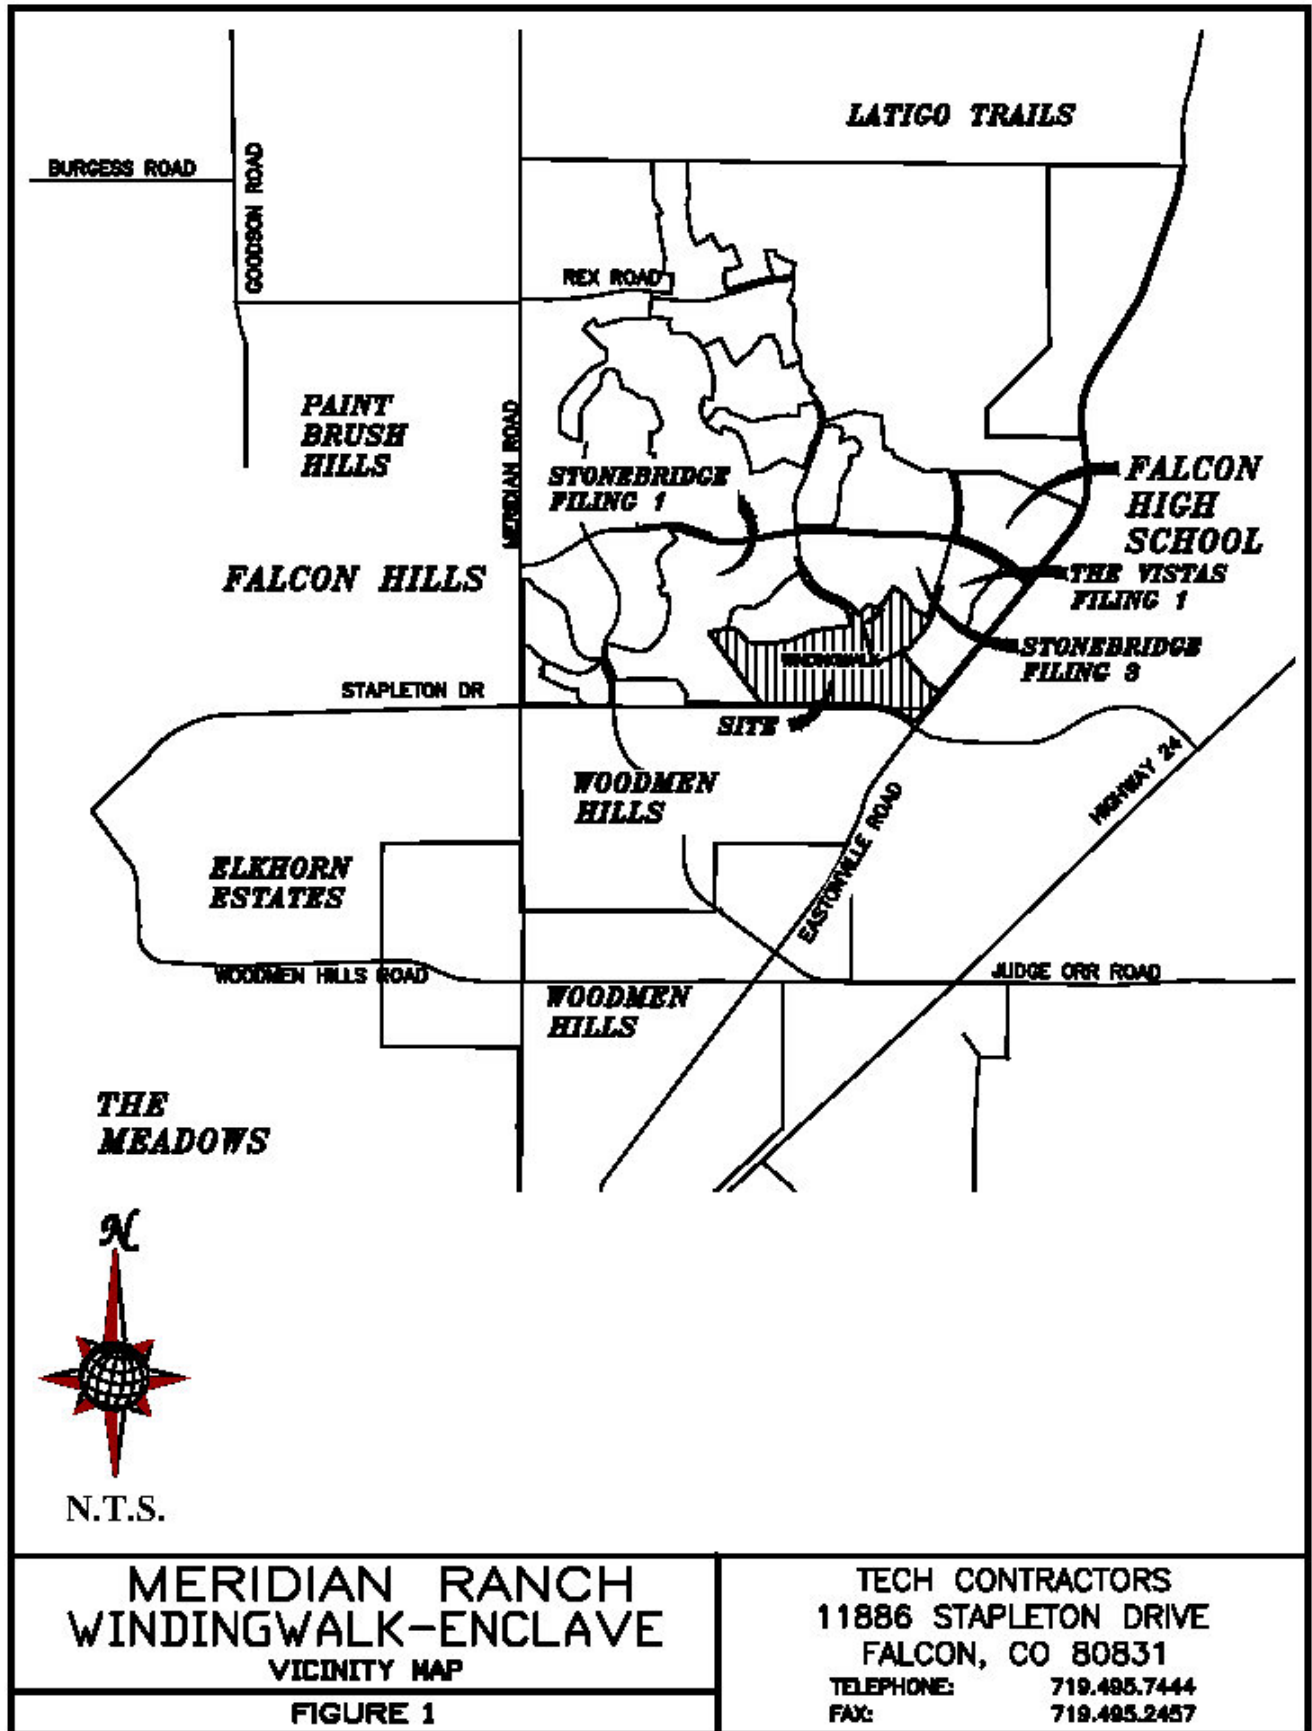 LATIGO TRAILS
BURGESS ROAD
GOODSON ROAD
REX ROAD
PAINT
BRUSH
HILLS
MERIDIAN ROAD
STONEBRIDGE
FILING 1
FALCON
HIGH
SCHOOL
FALCON HILLS
THE VISTAS
FILING 1
STONEBRIDGE
FILING 3
WINDINGWALK
STAPLETON DR
SITE
HIGHWAY 24
WOODMEN
HILLS
EASTONVILLE ROAD
ELKHORN
ESTATES
WOODMEN HILLS ROAD
JUDGE ORR ROAD
WOODMEN
HILLS
THE
MEADOWS
N
N.T.S.
MERIDIAN RANCH
WINDINGWALK-ENCLAVE
VICINITY MAP
FIGURE 1
TECH CONTRACTORS
11886 STAPLETON DRIVE
FALCON, CO 80831
TELEPHONE: 719.495.7444
FAX: 719.495.2457